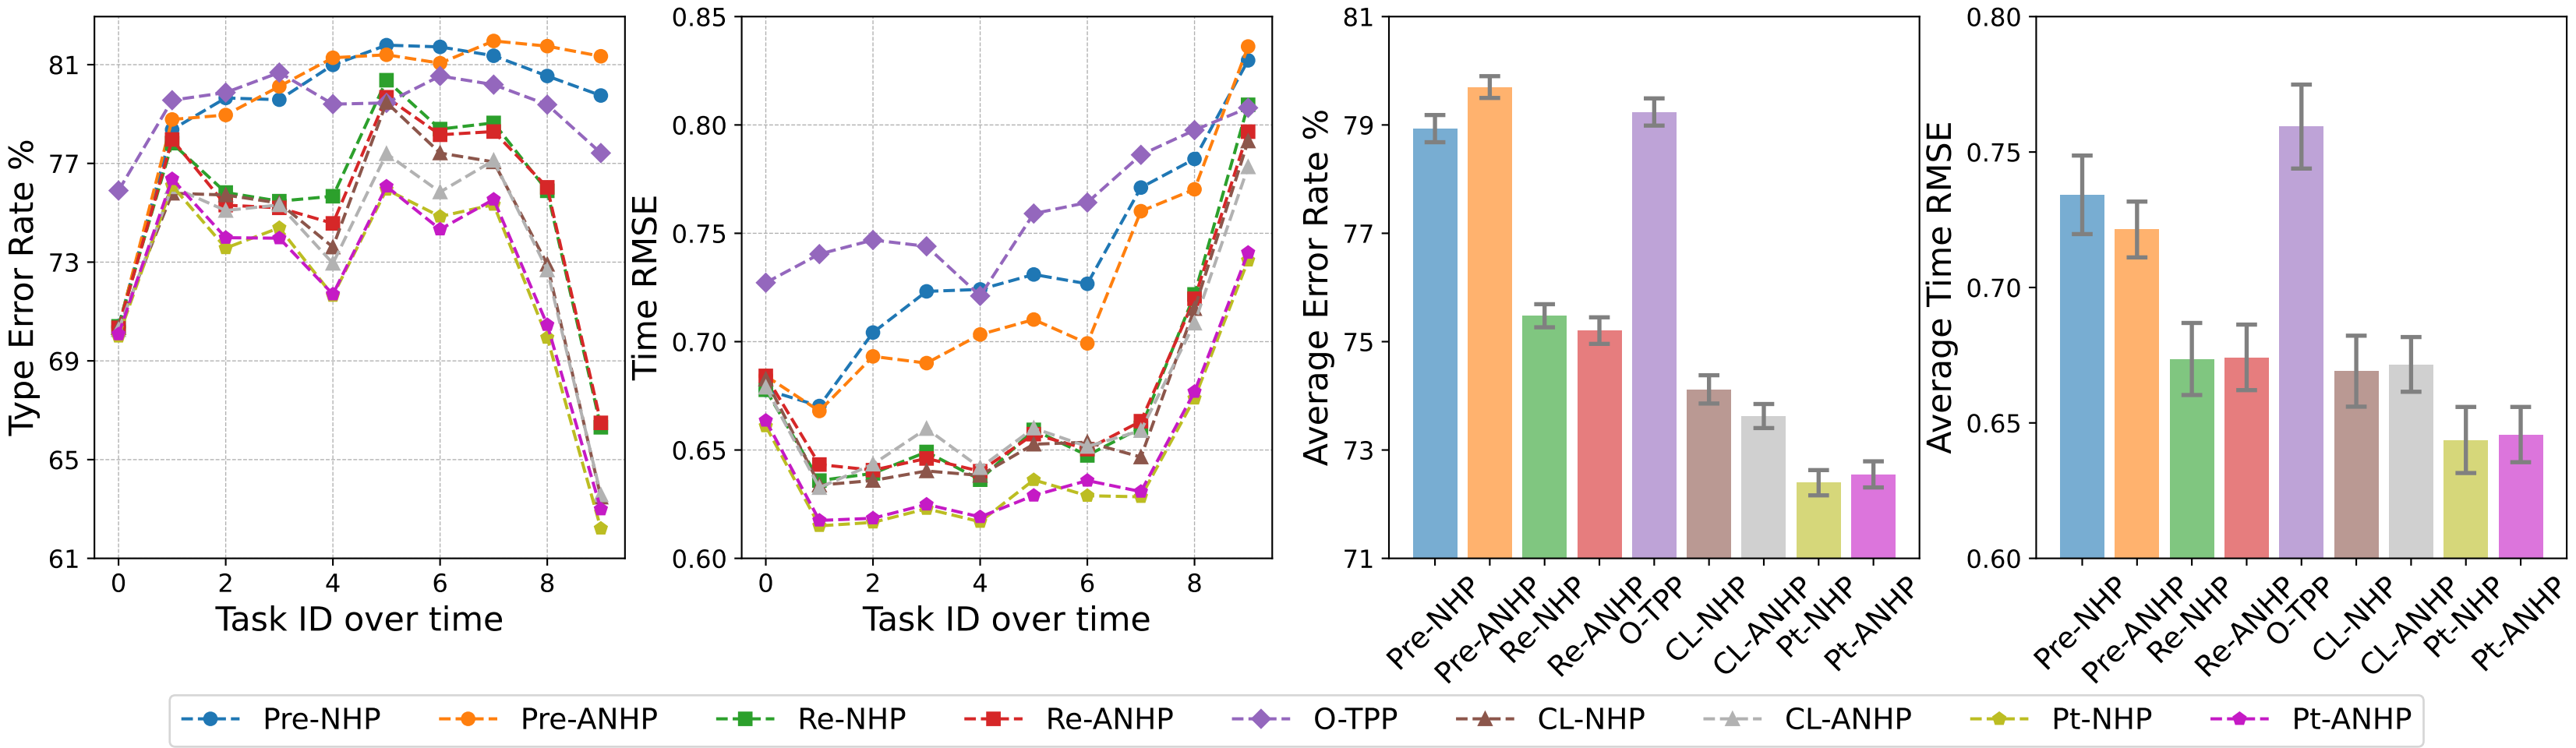 Type Error Rate %
81
77
73
69
65
61
0 2 4 6 8
Task ID over time
Time RMSE
0.85
0.80
0.75
0.70
0.65
0.60
0 2 4 6 8
Task ID over time
Average Error Rate %
81
79
77
75
73
71
Pre-NHP
Pre-ANHP
Re-NHP
Re-ANHP
O-TPP
CL-NHP
CL-ANHP
Pt-NHP
Pt-ANHP
Average Time RMSE
0.80
0.75
0.70
0.65
0.60
Pre-NHP
Pre-ANHP
Re-NHP
Re-ANHP
O-TPP
CL-NHP
CL-ANHP
Pt-NHP
Pt-ANHP
Pre-NHP Pre-ANHP Re-NHP Re-ANHP O-TPP CL-NHP CL-ANHP Pt-NHP Pt-ANHP